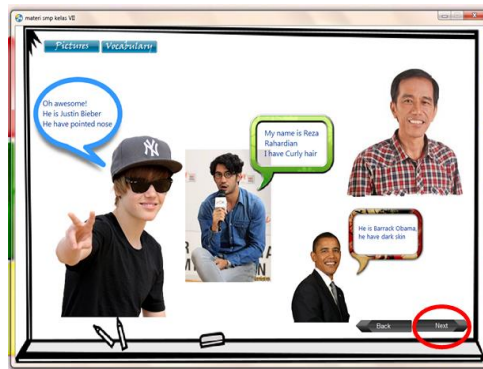 materi smp kelas VII
Pictures Vocabulary
Oh awesome!
He is Justin Bieber
He have pointed nose
My name is Reza
Rahardian
I have Curly hair
He is Barrack Obama,
he have dark skin
Back Next